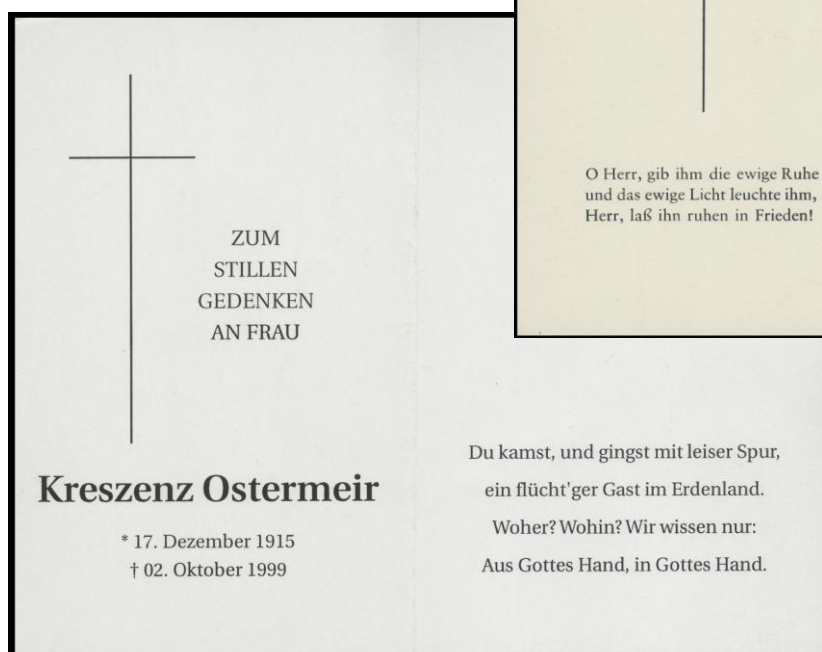 O Herr, gib ihm die ewige Ruhe
und das ewige Licht leuchte ihm,
Herr, laß ihn ruhen in Frieden!
ZUM
STILLEN
GEDENKEN
AN FRAU
Kreszenz Ostermeir
* 17. Dezember 1915
† 02. Oktober 1999
Du kamst, und gingst mit leiser Spur,
ein flücht'ger Gast im Erdenland.
Woher? Wohin? Wir wissen nur:
Aus Gottes Hand, in Gottes Hand.